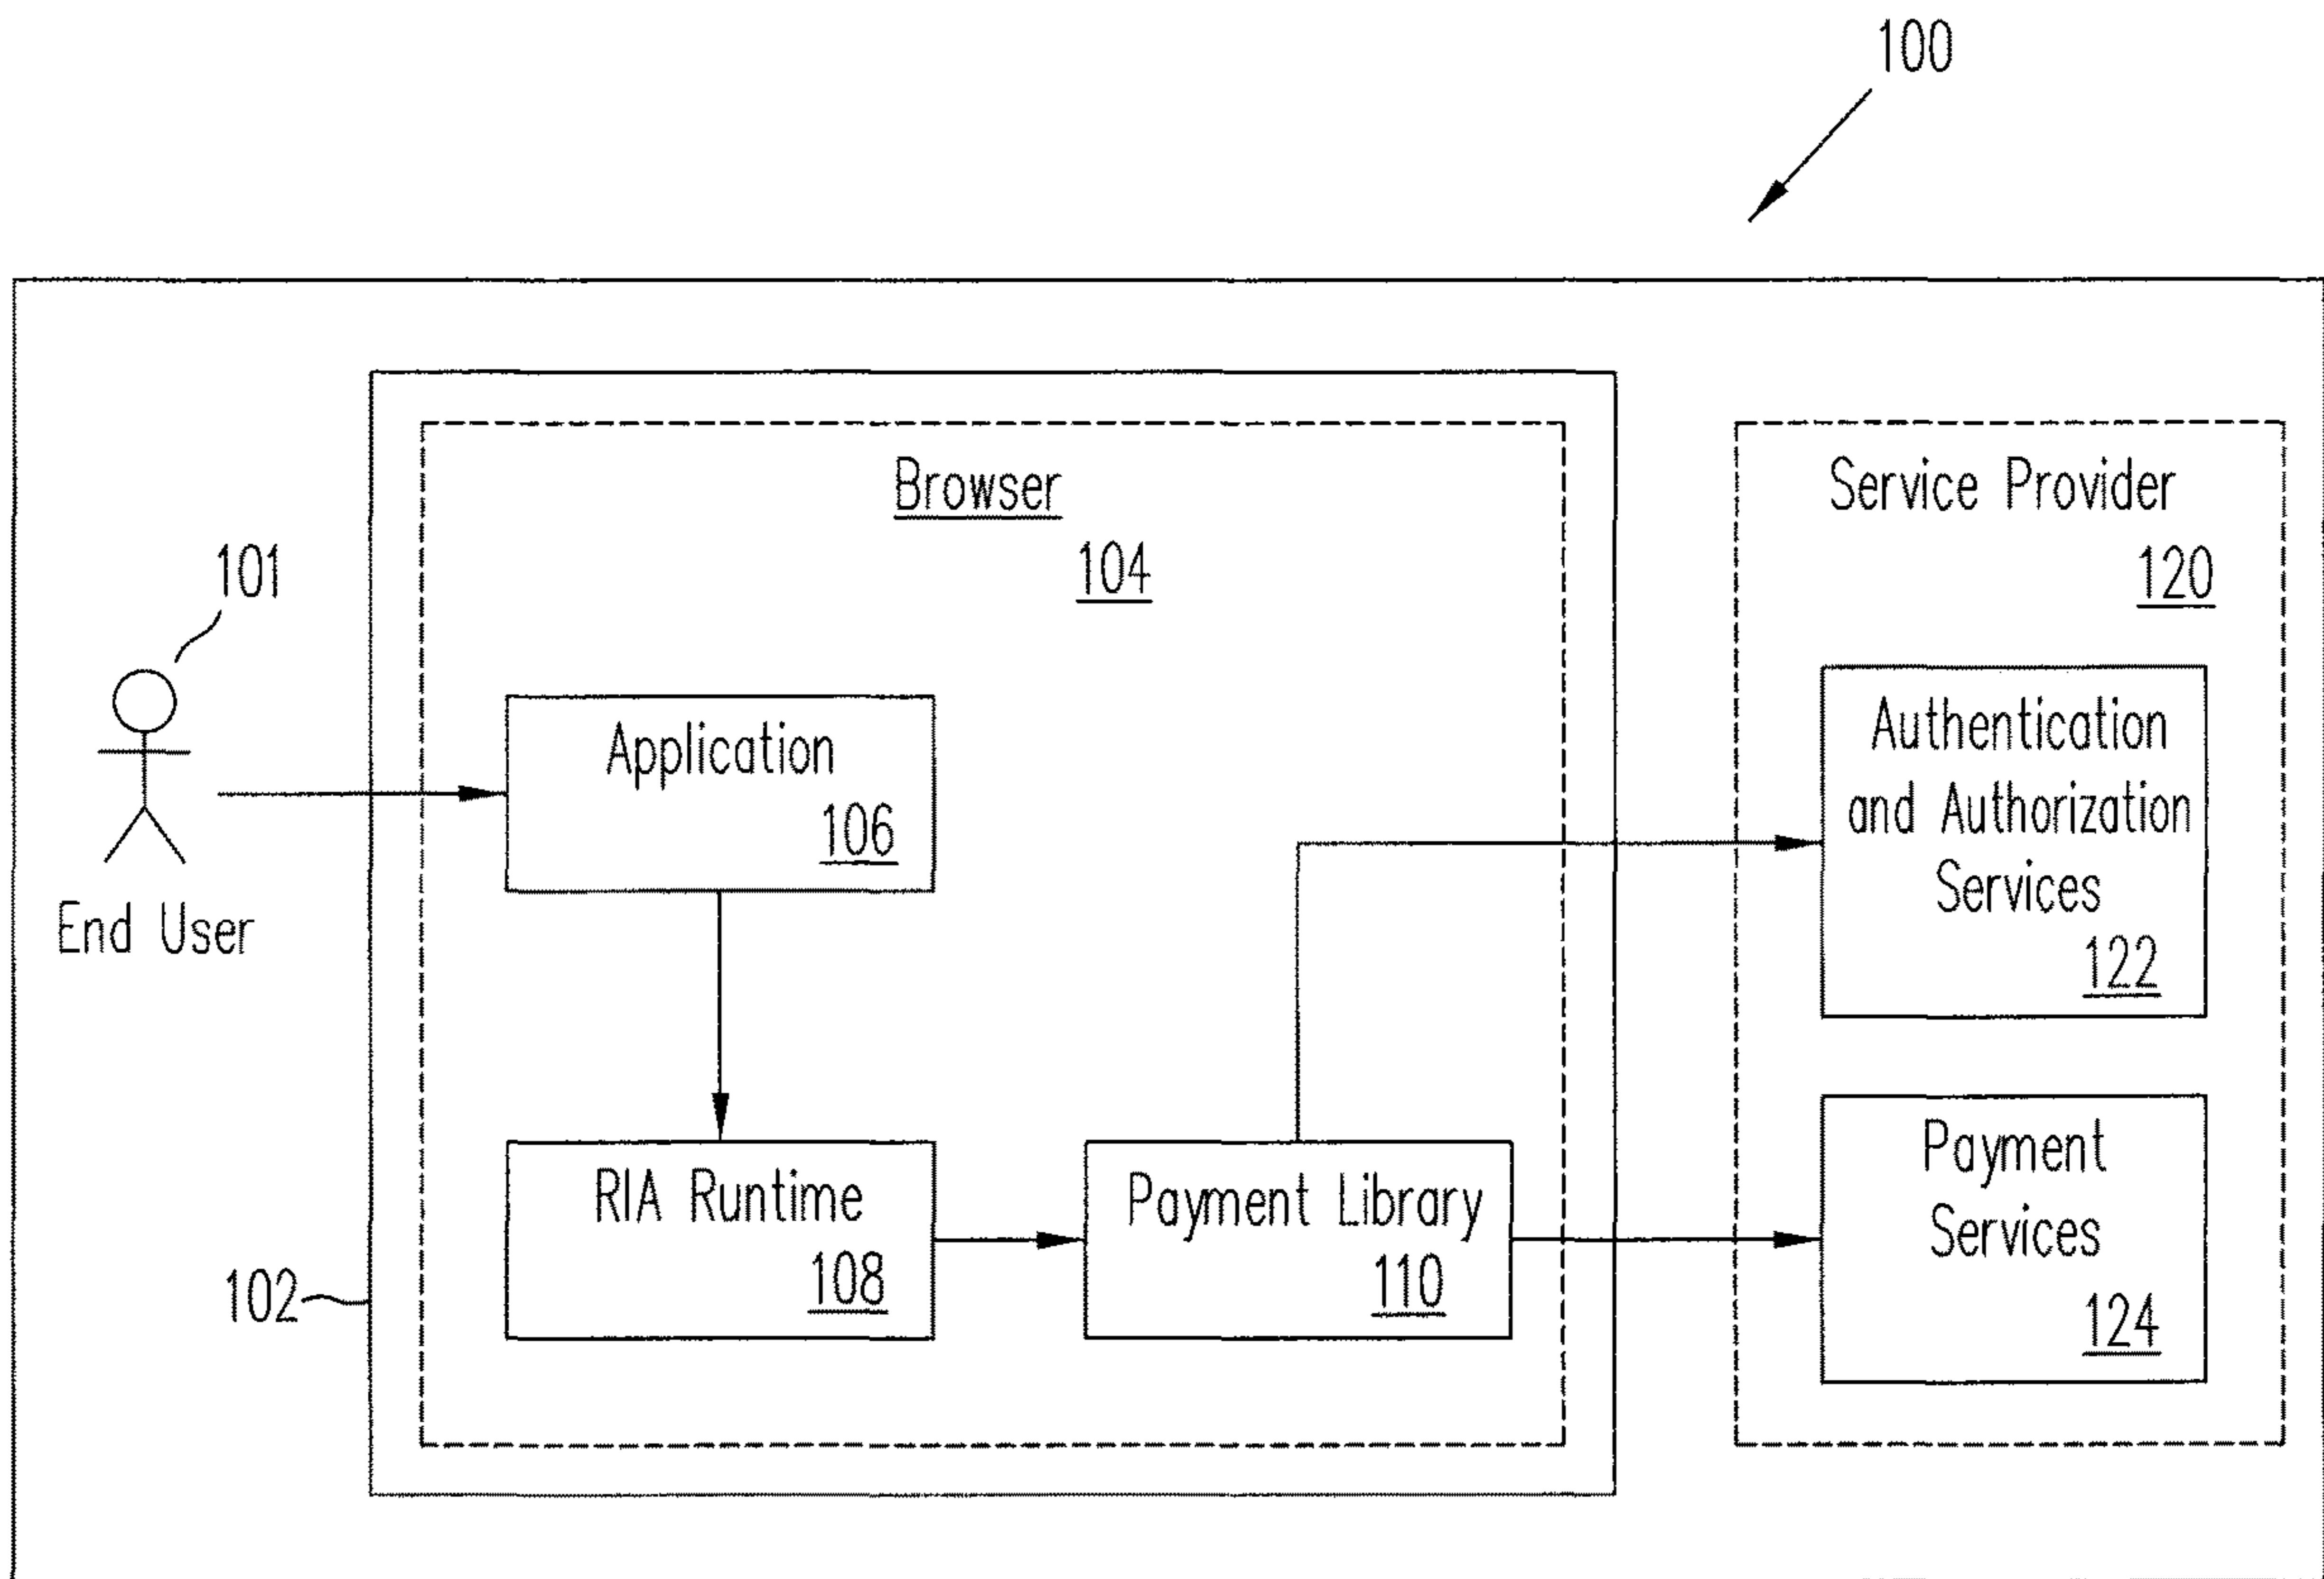 100
Browser
104
Service Provider
120
101
End User
Application
106
Authentication
and Authorization
Services
122
RIA Runtime
108
Payment Library
110
Payment
Services
124
102